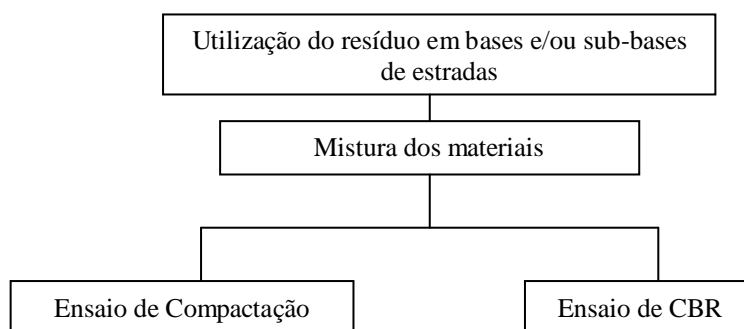 Utilização do resíduo em bases e/ou sub-bases
de estradas
Mistura dos materiais
Ensaio de Compactação
Ensaio de CBR